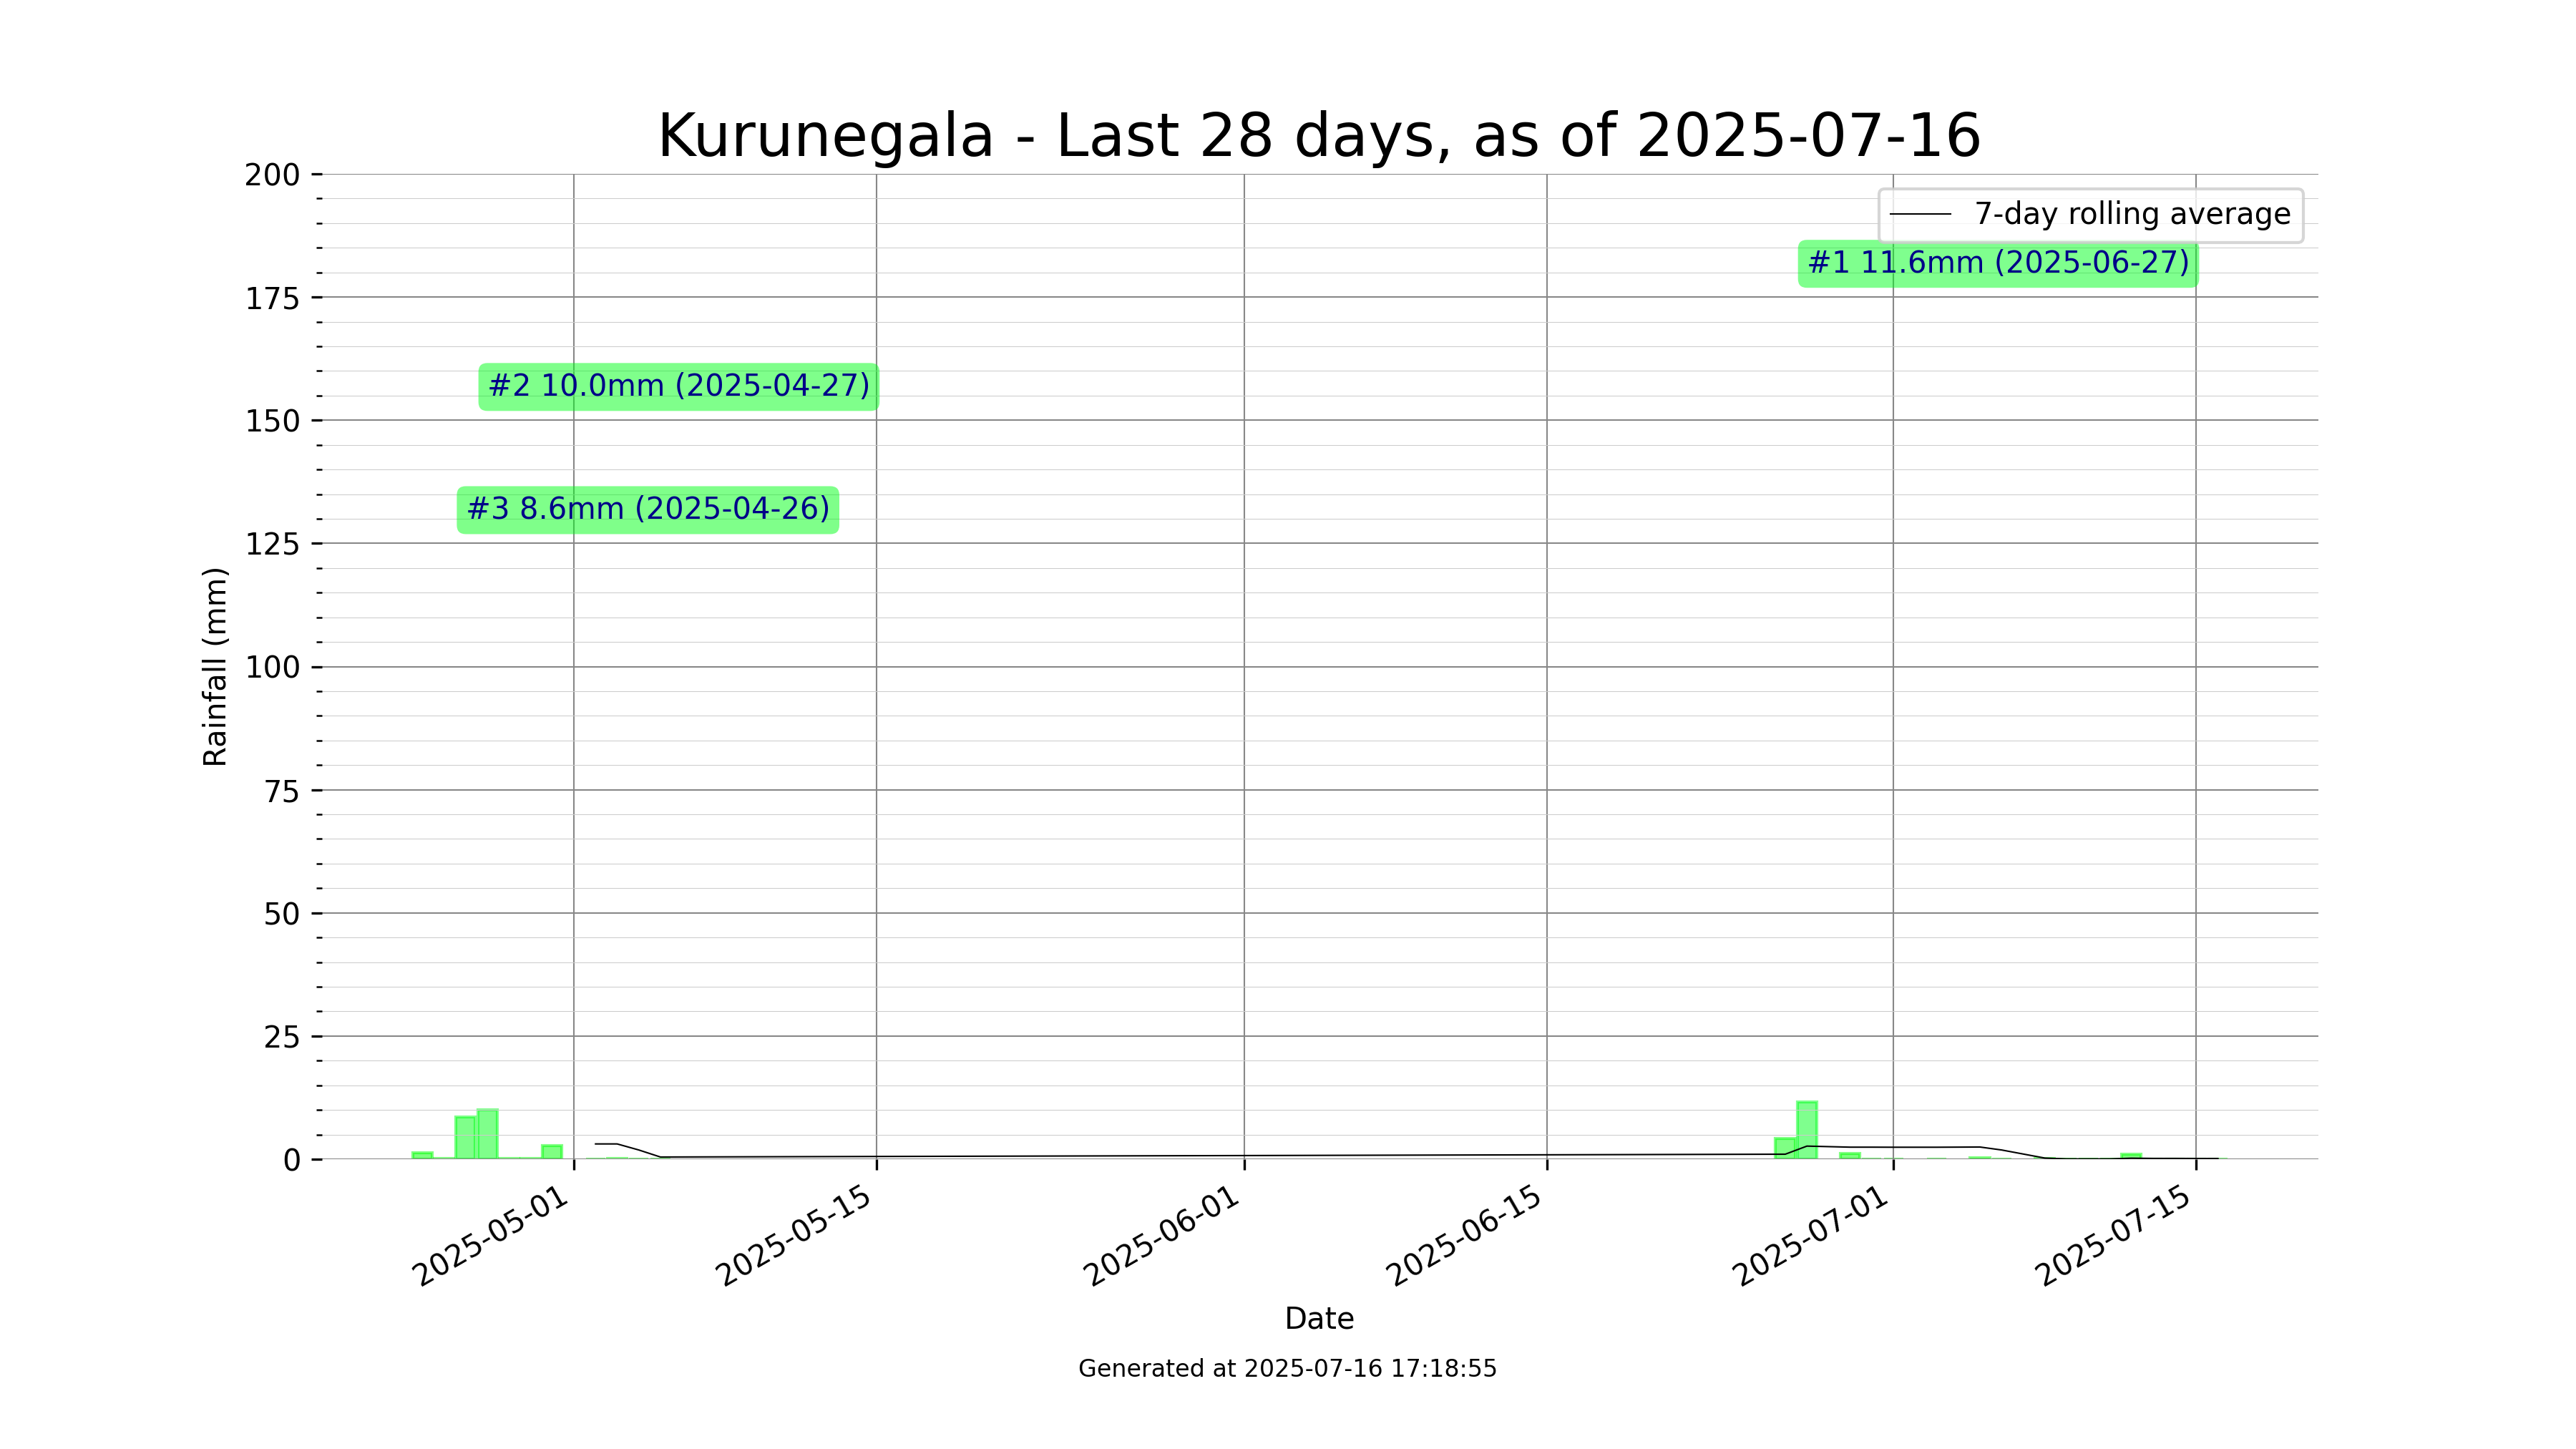 Kurunegala - Last 28 days, as of 2025-07-16
7-day rolling average
#1 11.6mm (2025-06-27)
#2 10.0mm (2025-04-27)
#3 8.6mm (2025-04-26)
Rainfall (mm)
200
175
150
125
100
75
50
25
0
2025-05-01
2025-05-15
2025-06-01
2025-06-15
2025-07-01
2025-07-15
Date
Generated at 2025-07-16 17:18:55